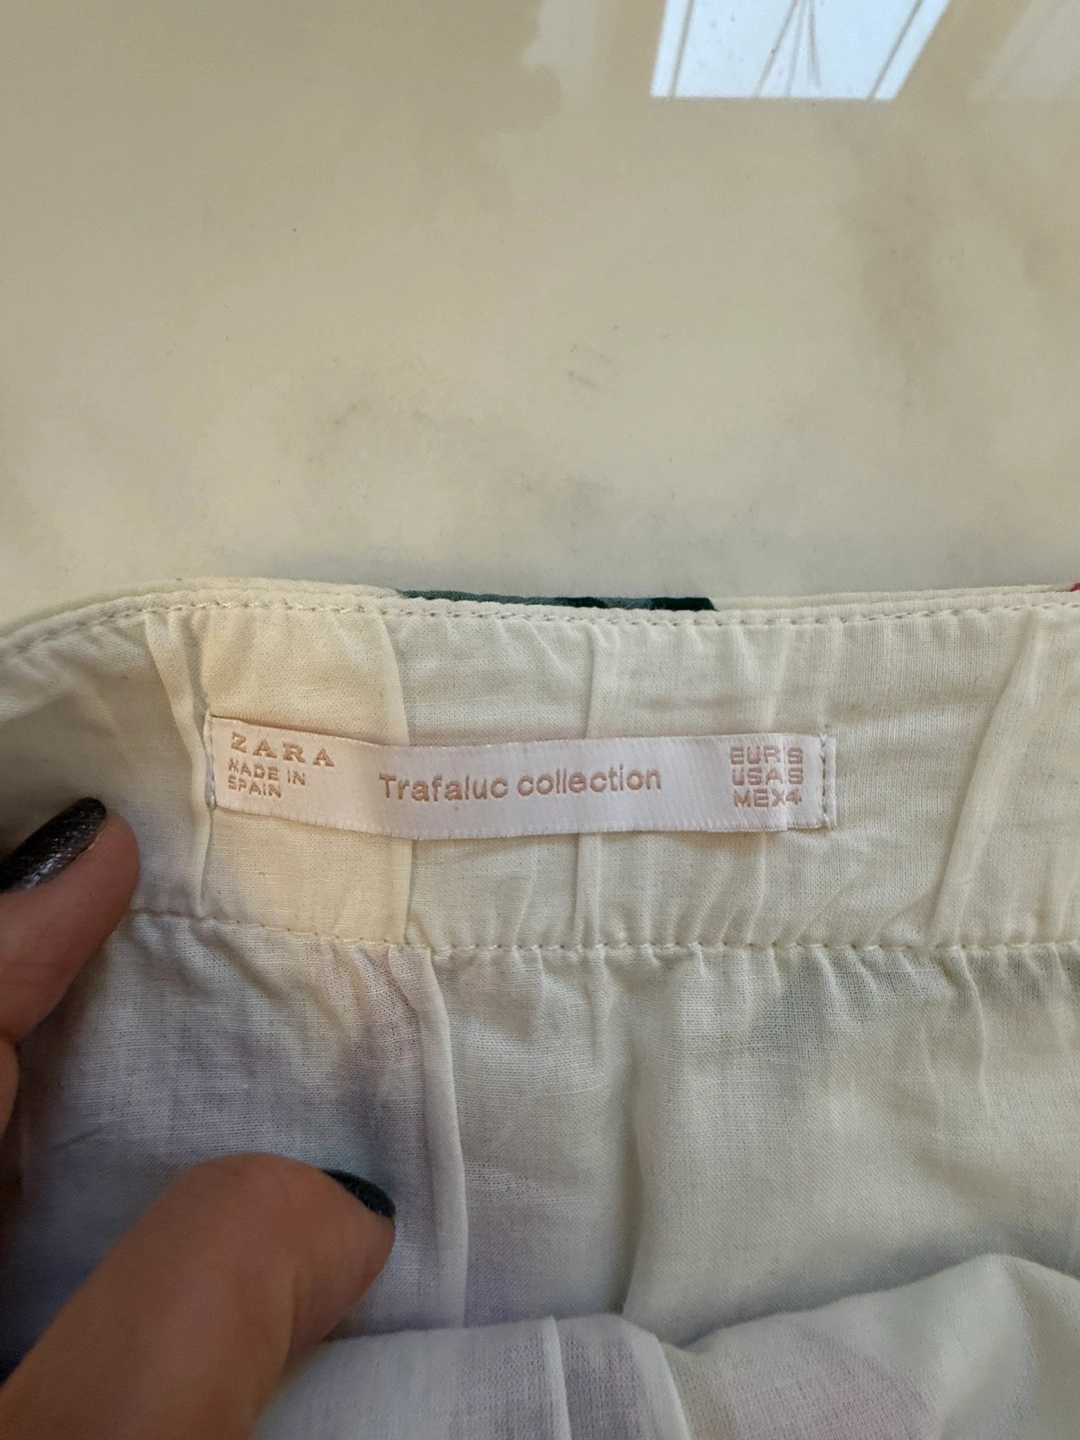 ZARA
MADE IN
SPAIN
Trafaluc collection
EUR S
USA S
MEX 4